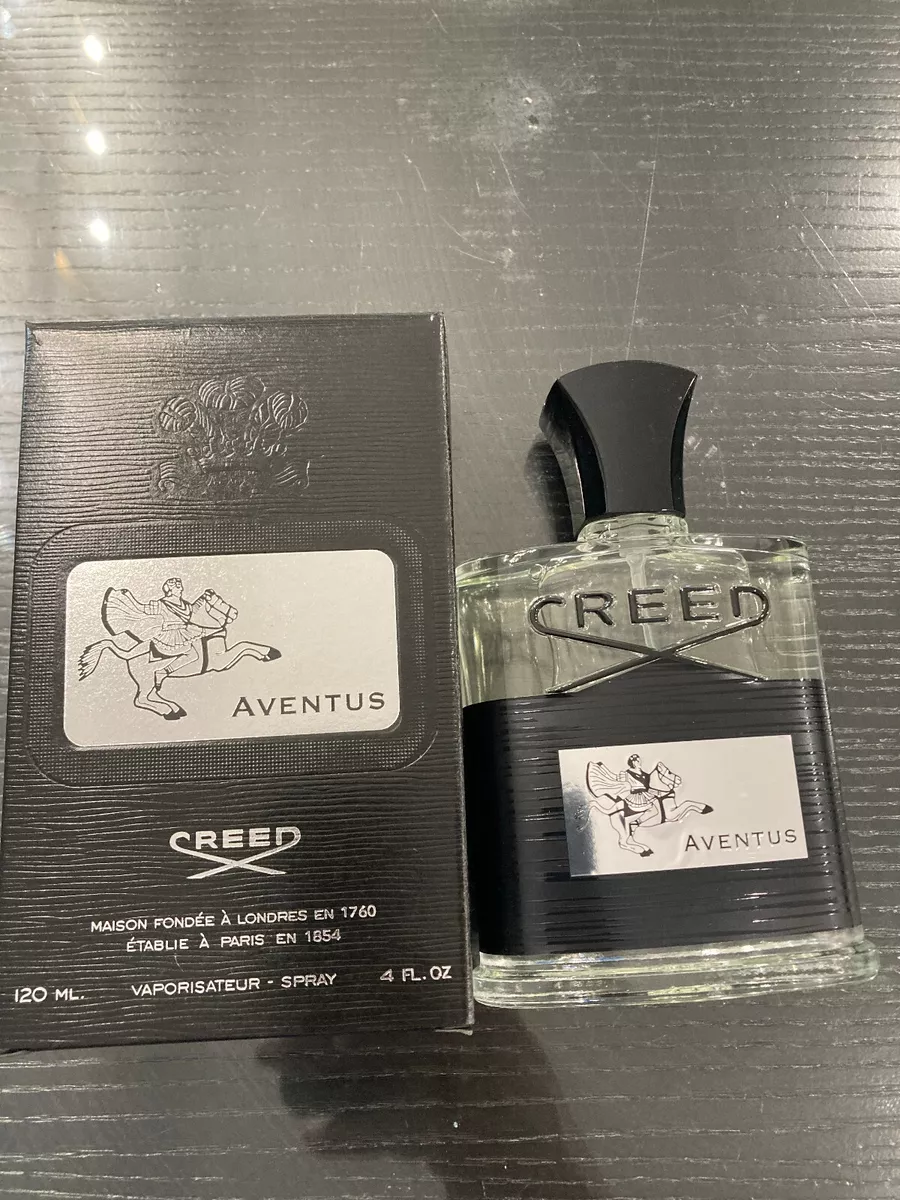 AVENTUS
CREED
MAISON FONDÉE À LONDRES EN 1760
ÉTABLIE À PARIS EN 1854
120 ML. VAPORISATEUR - SPRAY 4 FL. OZ
CREED
AVENTUS